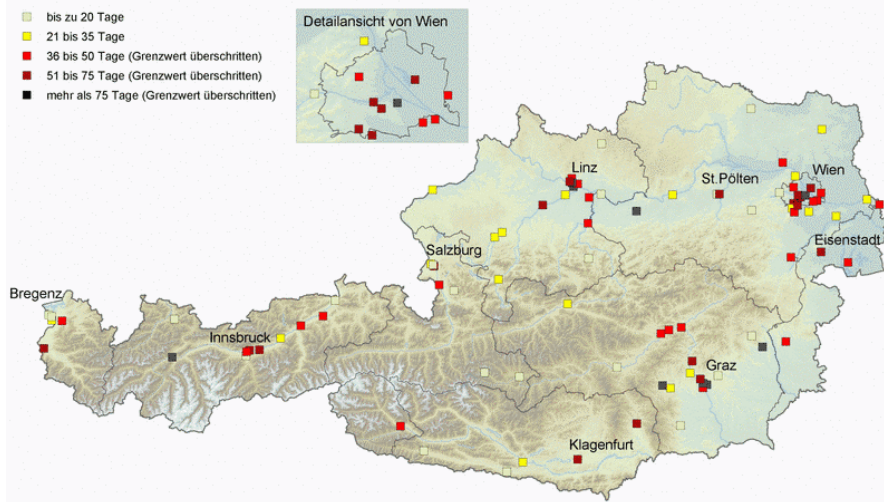 bis zu 20 Tage
21 bis 35 Tage
36 bis 50 Tage (Grenzwert überschritten)
51 bis 75 Tage (Grenzwert überschritten)
mehr als 75 Tage (Grenzwert überschritten)
Detailansicht von Wien
Linz
St.Pölten
Wien
Salzburg
Eisenstadt
Bregenz
Innsbruck
Graz
Klagenfurt